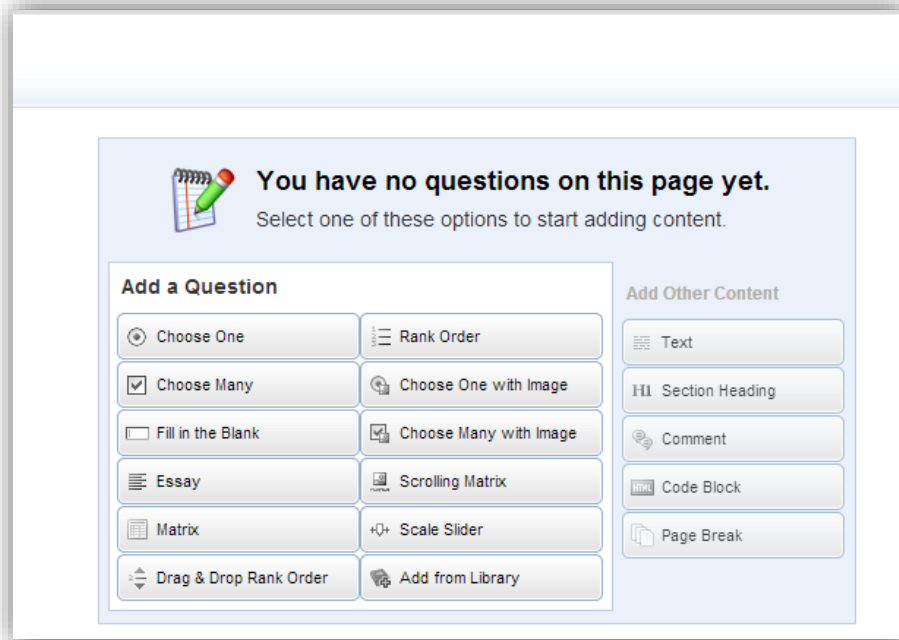 You have no questions on this page yet.
Select one of these options to start adding content.
Add a Question
Choose One
Rank Order
Choose Many
Choose One with Image
Fill in the Blank
Choose Many with Image
Essay
Scrolling Matrix
Matrix
Scale Slider
Drag & Drop Rank Order
Add from Library
Add Other Content
Text
H1 Section Heading
Comment
HTML Code Block
Page Break